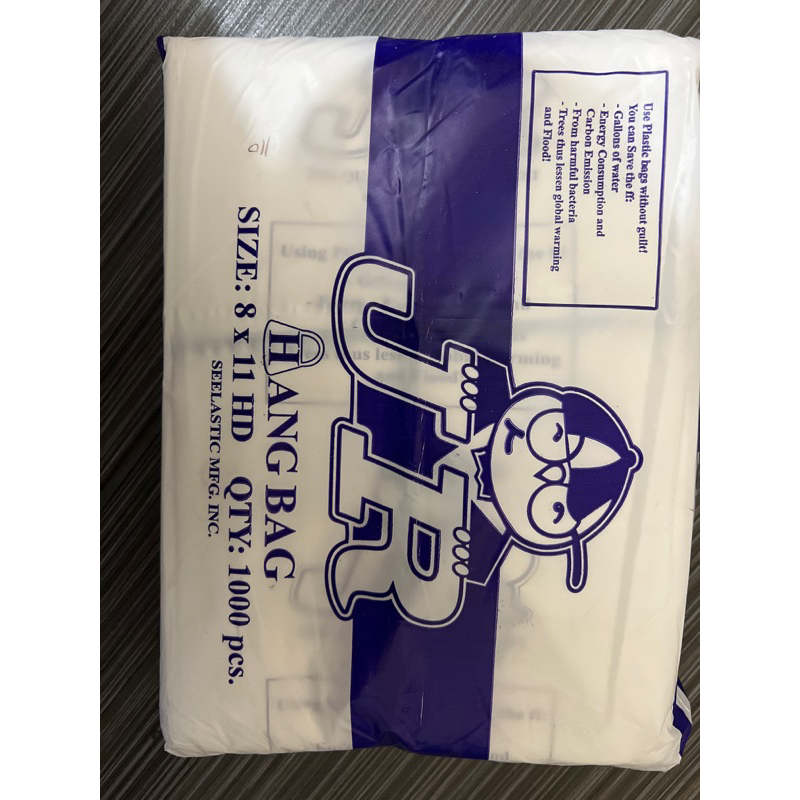 Use Plastic bags without guilt!
You can Save the ff:
- Gallons of water
- Energy Consumption and
Carbon Emission
- From harmful bacteria
- Trees thus lessen global warming
and Flood!
JR
HANG BAG
SIZE: 8 x 11 HD QTY: 1000 pcs.
SEELASTIC MFG. INC.